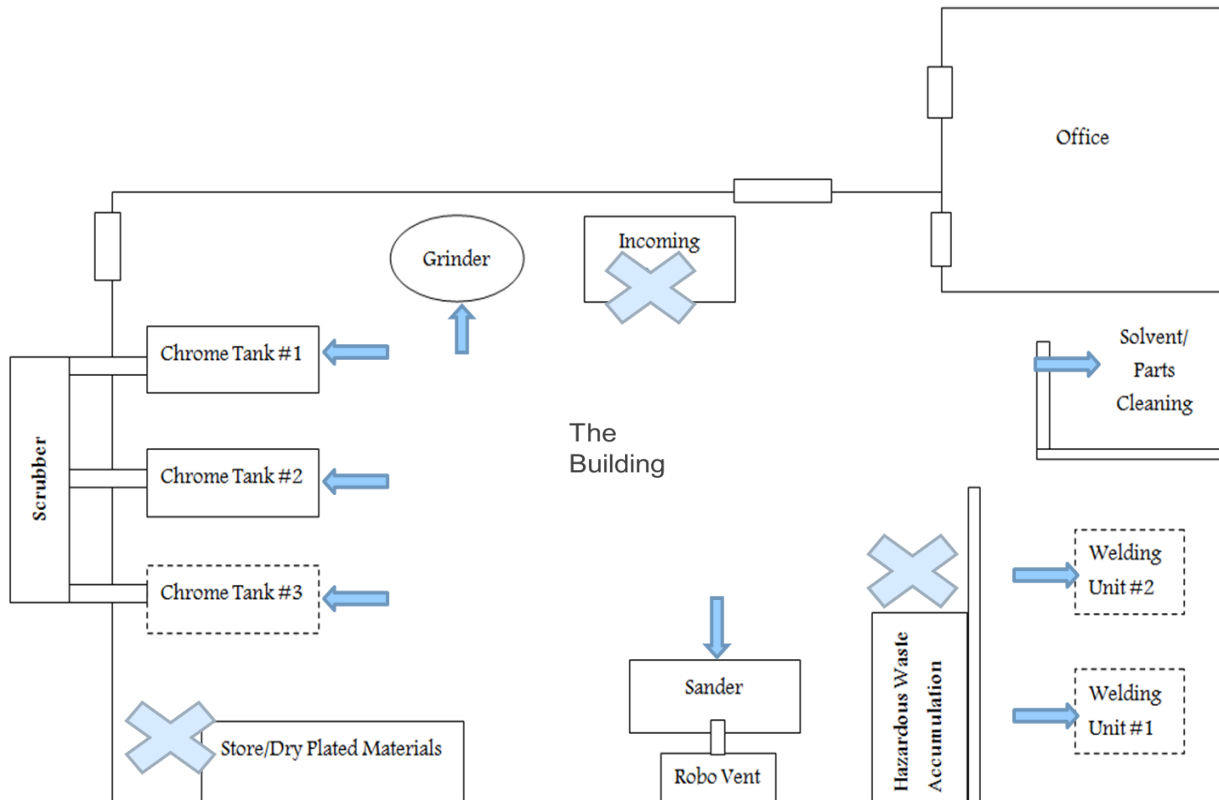 Office
Grinder
Incoming
Chrome Tank #1
Solvent/
Parts
Cleaning
The
Building
Scrubber
Chrome Tank #2
Chrome Tank #3
Welding
Unit #2
Sander
Hazardous Waste
Accumulation
Welding
Unit #1
Store/Dry Plated Materials
Robo Vent